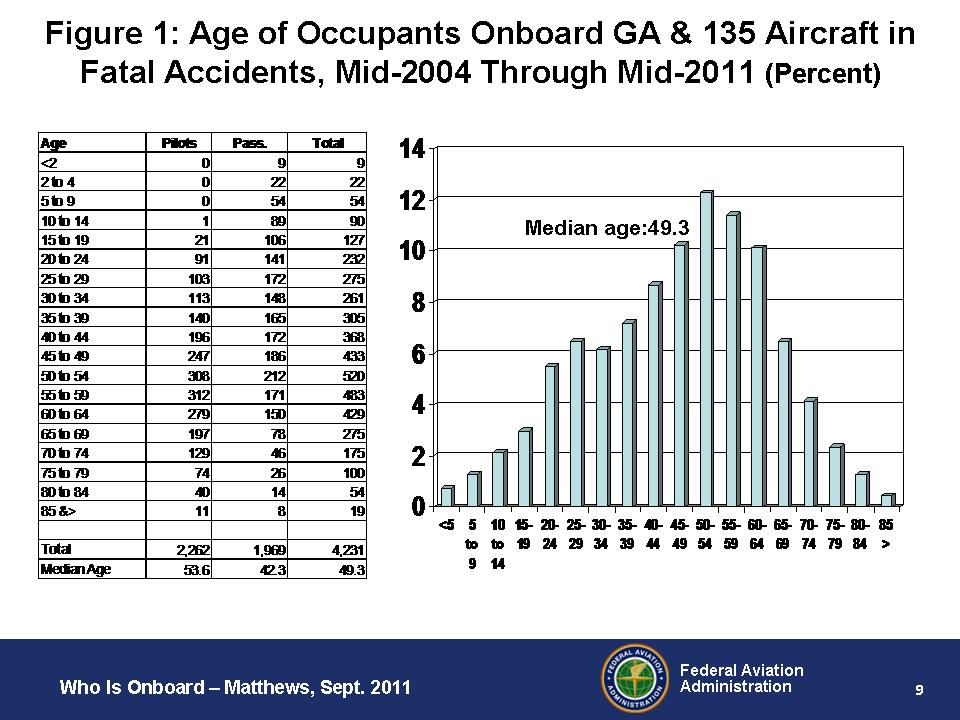 Figure 1: Age of Occupants Onboard GA & 135 Aircraft in
Fatal Accidents, Mid-2004 Through Mid-2011 (Percent)
Age Pilots Pass. Total
<2 0 9 9
2 to 4 0 22 22
5 to 9 0 54 54
10 to 14 1 89 90
15 to 19 21 106 127
20 to 24 91 141 232
25 to 29 103 172 275
30 to 34 113 148 261
35 to 39 140 165 305
40 to 44 196 172 368
45 to 49 247 186 433
50 to 54 308 212 520
55 to 59 312 171 483
60 to 64 279 150 429
65 to 69 197 78 275
70 to 74 129 46 175
75 to 79 74 26 100
80 to 84 40 14 54
85 &> 11 8 19
Total 2,262 1,969 4,231
Median Age 53.6 42.3 49.3
14
12
10
8
6
4
2
0
Median age:49.3
<5 5 10 15- 20- 25- 30- 35- 40- 45- 50- 55- 60- 65- 70- 75- 80- 85
to to 19 24 29 34 39 44 49 54 59 64 69 74 79 84 >
9 14
Who Is Onboard – Matthews, Sept. 2011
FEDERAL AVIATION
ADMINISTRATION
Federal Aviation
Administration
9